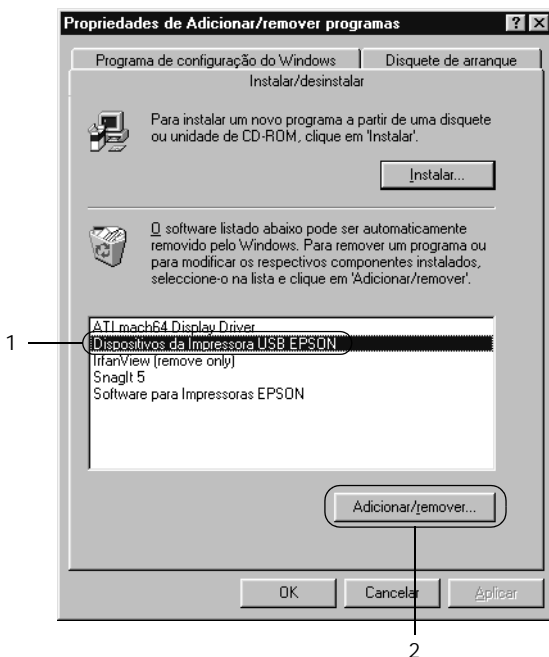 Propriedades de Adicionar/remover programas
Programa de configuração do Windows
Disquete de arranque
Instalar/desinstalar
Para instalar um novo programa a partir de uma disquete
ou unidade de CD-ROM, clique em 'Instalar'.
Instalar...
O software listado abaixo pode ser automaticamente
removido pelo Windows. Para remover um programa ou
para modificar os respectivos componentes instalados,
seleccione-o na lista e clique em 'Adicionar/remover'.
ATI mach64 Display Driver
1
Dispositivos da Impressora USB EPSON
IrfanView (remove only)
SnagIt 5
Software para Impressoras EPSON
Adicionar/remover...
OK
Cancelar
Aplicar
2